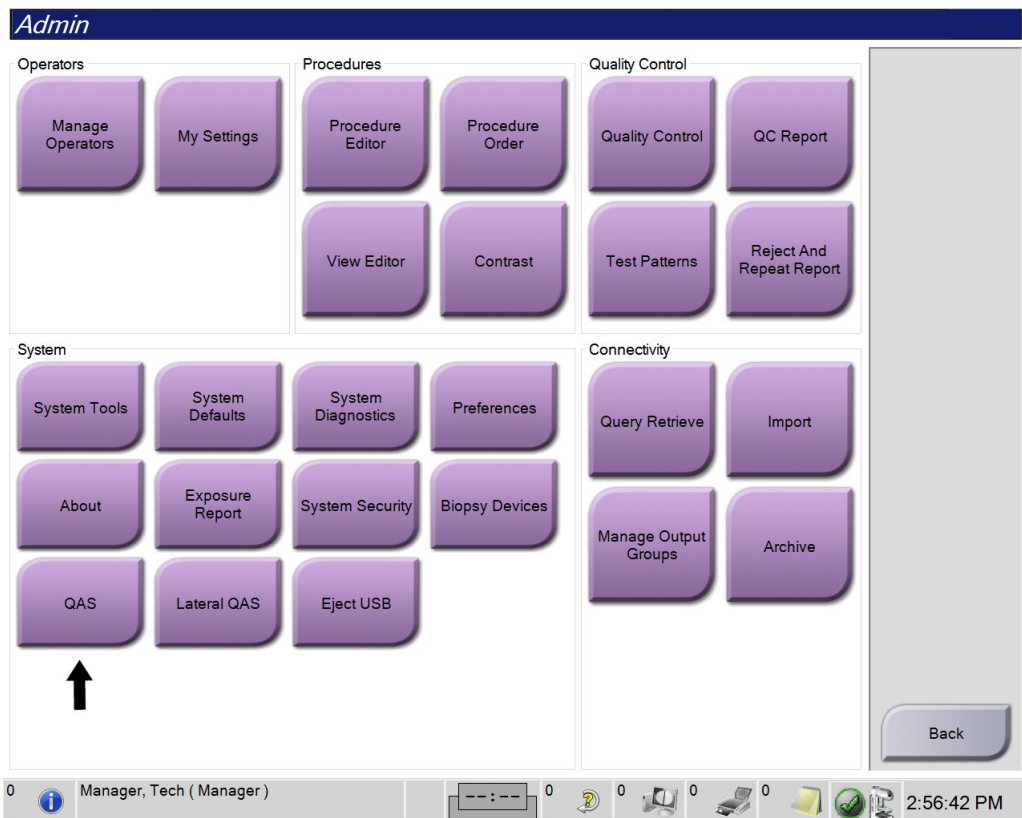 Admin
Operators
Manage
Operators
My Settings
Procedures
Procedure
Editor
Procedure
Order
View Editor
Contrast
Quality Control
Quality Control
QC Report
Test Patterns
Reject And
Repeat Report
System
System Tools
System
Defaults
System
Diagnostics
Preferences
About
Exposure
Report
System Security
Biopsy Devices
QAS
Lateral QAS
Eject USB
Connectivity
Query Retrieve
Import
Manage Output
Groups
Archive
Back
0
Manager, Tech ( Manager )
--:--
0
0
0
0
2:56:42 PM